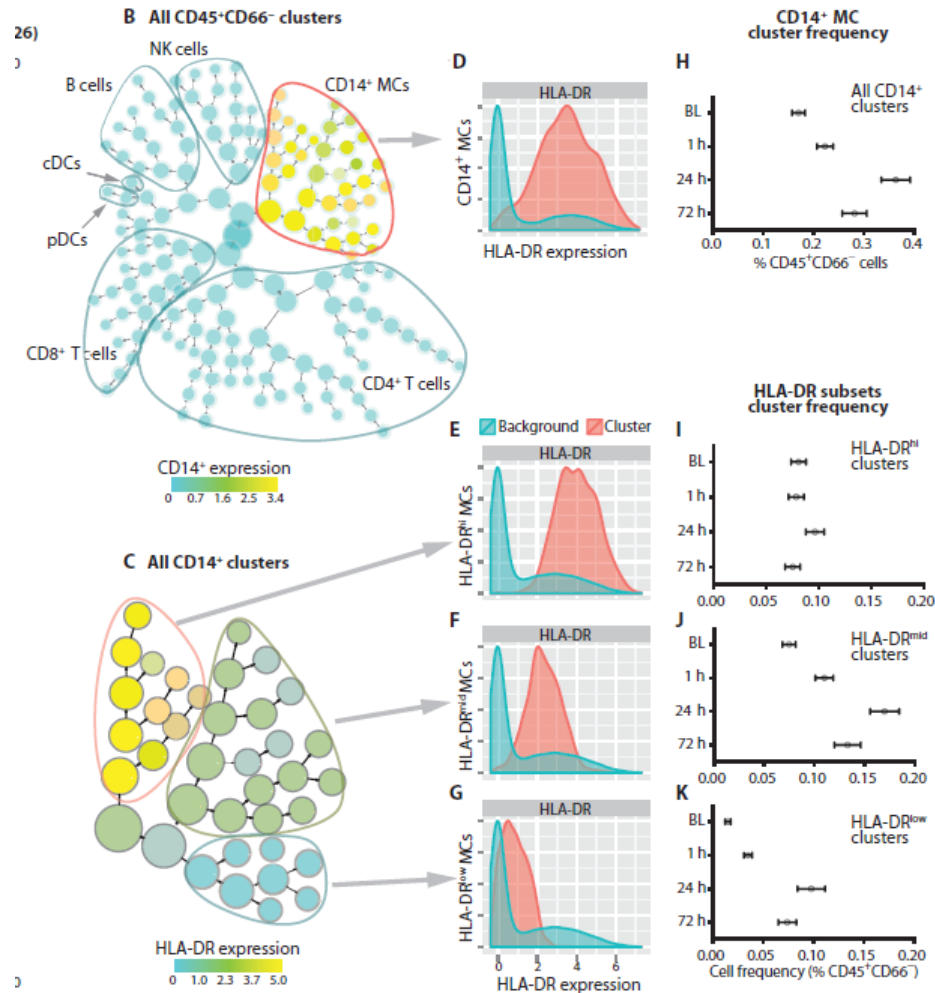 26)
B All CD45⁺CD66⁻ clusters
NK cells
B cells
CD14⁺ MCs
cDCs
pDCs
CD8⁺ T cells
CD4⁺ T cells
CD14⁺ expression
0 0.7 1.6 2.8 3.4
C All CD14⁺ clusters
HLA-DR expression
0 1.0 2.3 3.7 5.0
D
HLA-DR
CD14⁺ MCs
HLA-DR expression
E Background Cluster
HLA-DR
HLA-DRʰⁱ MCs
F
HLA-DR
HLA-DRᵐⁱᵈ MCs
G
HLA-DR
HLA-DRˡᵒʷ MCs
0 2 4 6
HLA-DR expression
CD14⁺ MC
cluster frequency
H
All CD14⁺
clusters
BL
1 h
24 h
72 h
0.0 0.1 0.2 0.3 0.4
% CD45⁺CD66⁻ cells
HLA-DR subsets
cluster frequency
I
HLA-DRʰⁱ
clusters
BL
1 h
24 h
72 h
0.00 0.05 0.10 0.15 0.20
J
HLA-DRᵐⁱᵈ
clusters
BL
1 h
24 h
72 h
0.00 0.05 0.10 0.15 0.20
K
HLA-DRˡᵒʷ
clusters
BL
1 h
24 h
72 h
0.00 0.05 0.10 0.15 0.20
Cell frequency (% CD45⁺CD66⁻)